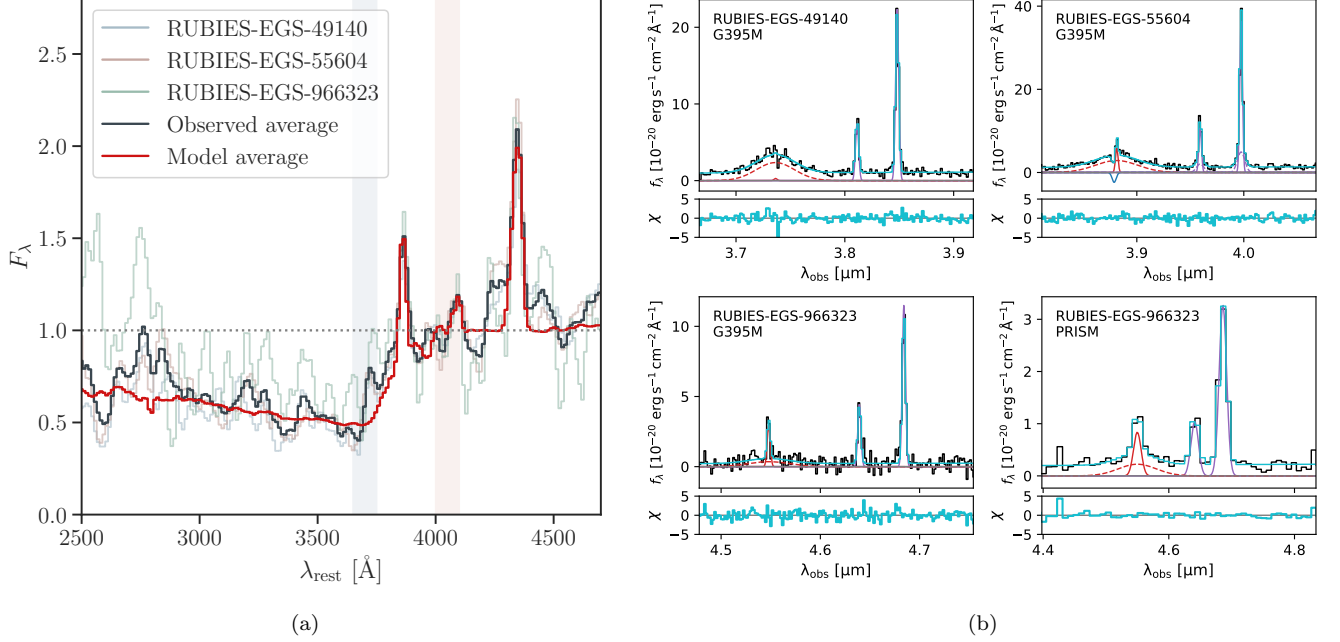 RUBIES-EGS-49140
RUBIES-EGS-55604
RUBIES-EGS-966323
Observed average
Model average
2.5
2.0
1.5
1.0
0.5
0.0
F_λ
2500 3000 3500 4000 4500
λ_rest [Å]
(a)
RUBIES-EGS-49140
G395M
20
10
0
f_λ [10⁻²⁰ erg s⁻¹ cm⁻² Å⁻¹]
5
0
−5
χ
3.7 3.8 3.9
λ_obs [μm]
RUBIES-EGS-55604
G395M
40
20
0
f_λ [10⁻²⁰ erg s⁻¹ cm⁻² Å⁻¹]
5
0
−5
χ
3.9 4.0
λ_obs [μm]
RUBIES-EGS-966323
G395M
10
5
0
f_λ [10⁻²⁰ erg s⁻¹ cm⁻² Å⁻¹]
5
0
−5
χ
4.5 4.6 4.7
λ_obs [μm]
RUBIES-EGS-966323
PRISM
3
2
1
0
f_λ [10⁻²⁰ erg s⁻¹ cm⁻² Å⁻¹]
5
0
−5
χ
4.4 4.6 4.8
λ_obs [μm]
(b)